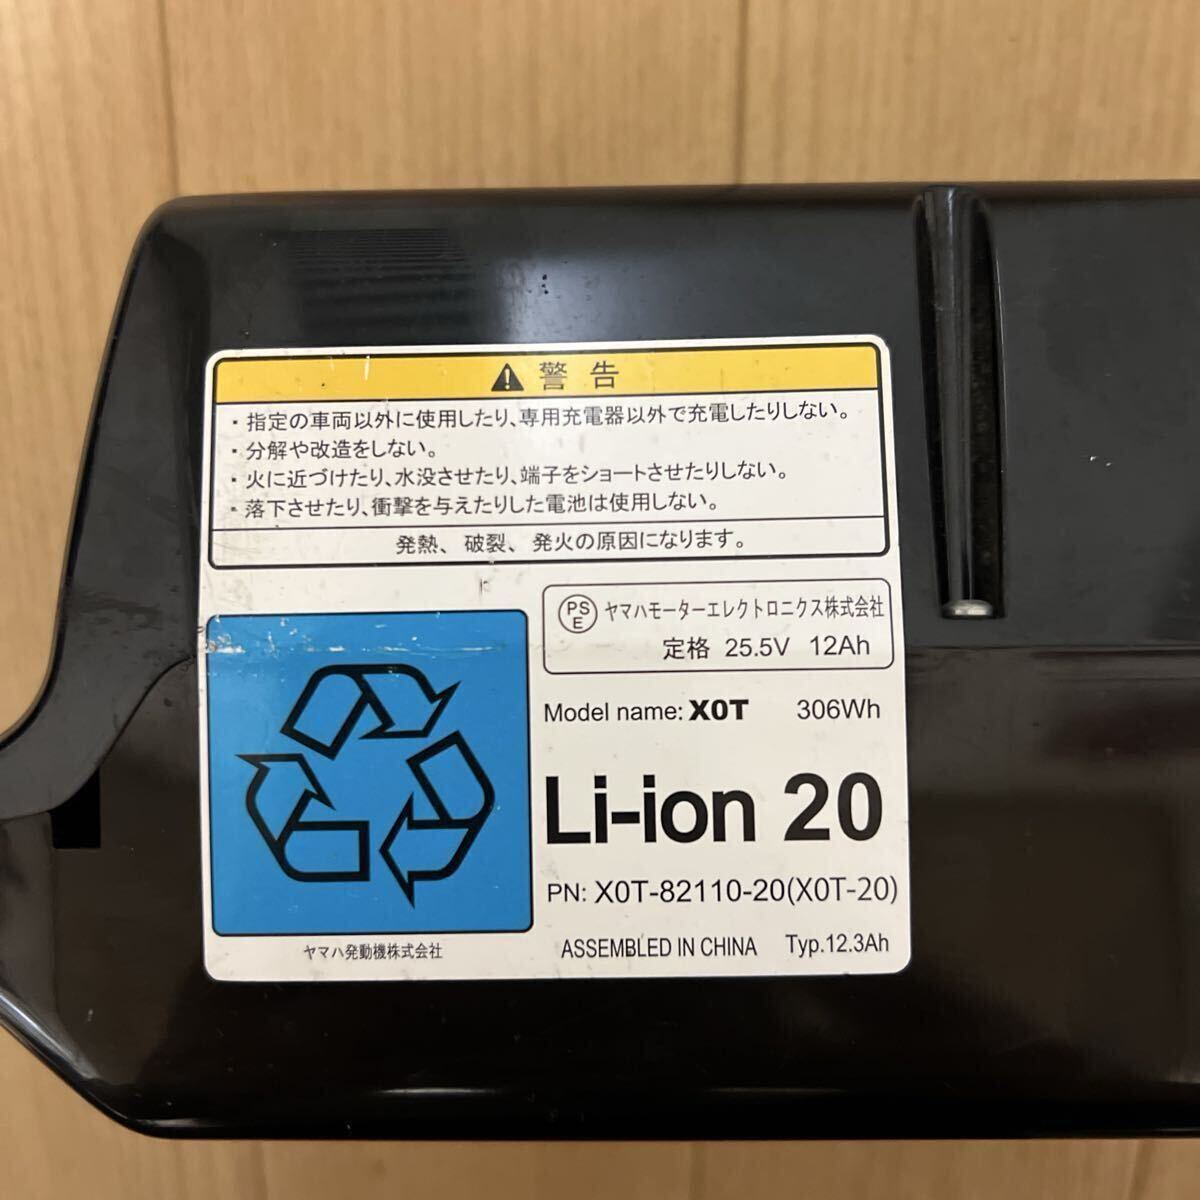 警告
・指定の車両以外に使用したり、専用充電器以外で充電したりしない。
・分解や改造をしない。
・火に近づけたり、水没させたり、端子をショートさせたりしない。
・落下させたり、衝撃を与えたりした電池は使用しない。
発熱、破裂、発火の原因になります。
PSE ヤマハモーターエレクトロニクス株式会社
定格 25.5V 12Ah
Model name: X0T 306Wh
Li-ion 20
PN: X0T-82110-20(X0T-20)
ヤマハ発動機株式会社
ASSEMBLED IN CHINA Typ.12.3Ah